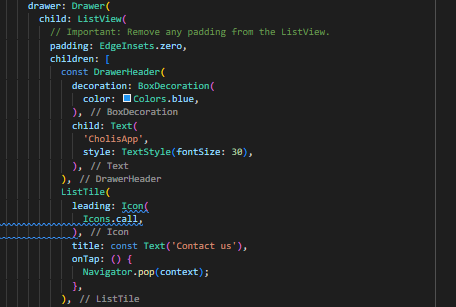 drawer: Drawer(
child: ListView(
// Important: Remove any padding from the ListView.
padding: EdgeInsets.zero,
children: [
const DrawerHeader(
decoration: BoxDecoration(
color: Colors.blue,
), // BoxDecoration
child: Text(
'CholisApp',
style: TextStyle(fontSize: 30),
), // Text
), // DrawerHeader
ListTile(
leading: Icon(
Icons.call,
), // Icon
title: const Text('Contact us'),
onTap: () {
Navigator.pop(context);
},
), // ListTile